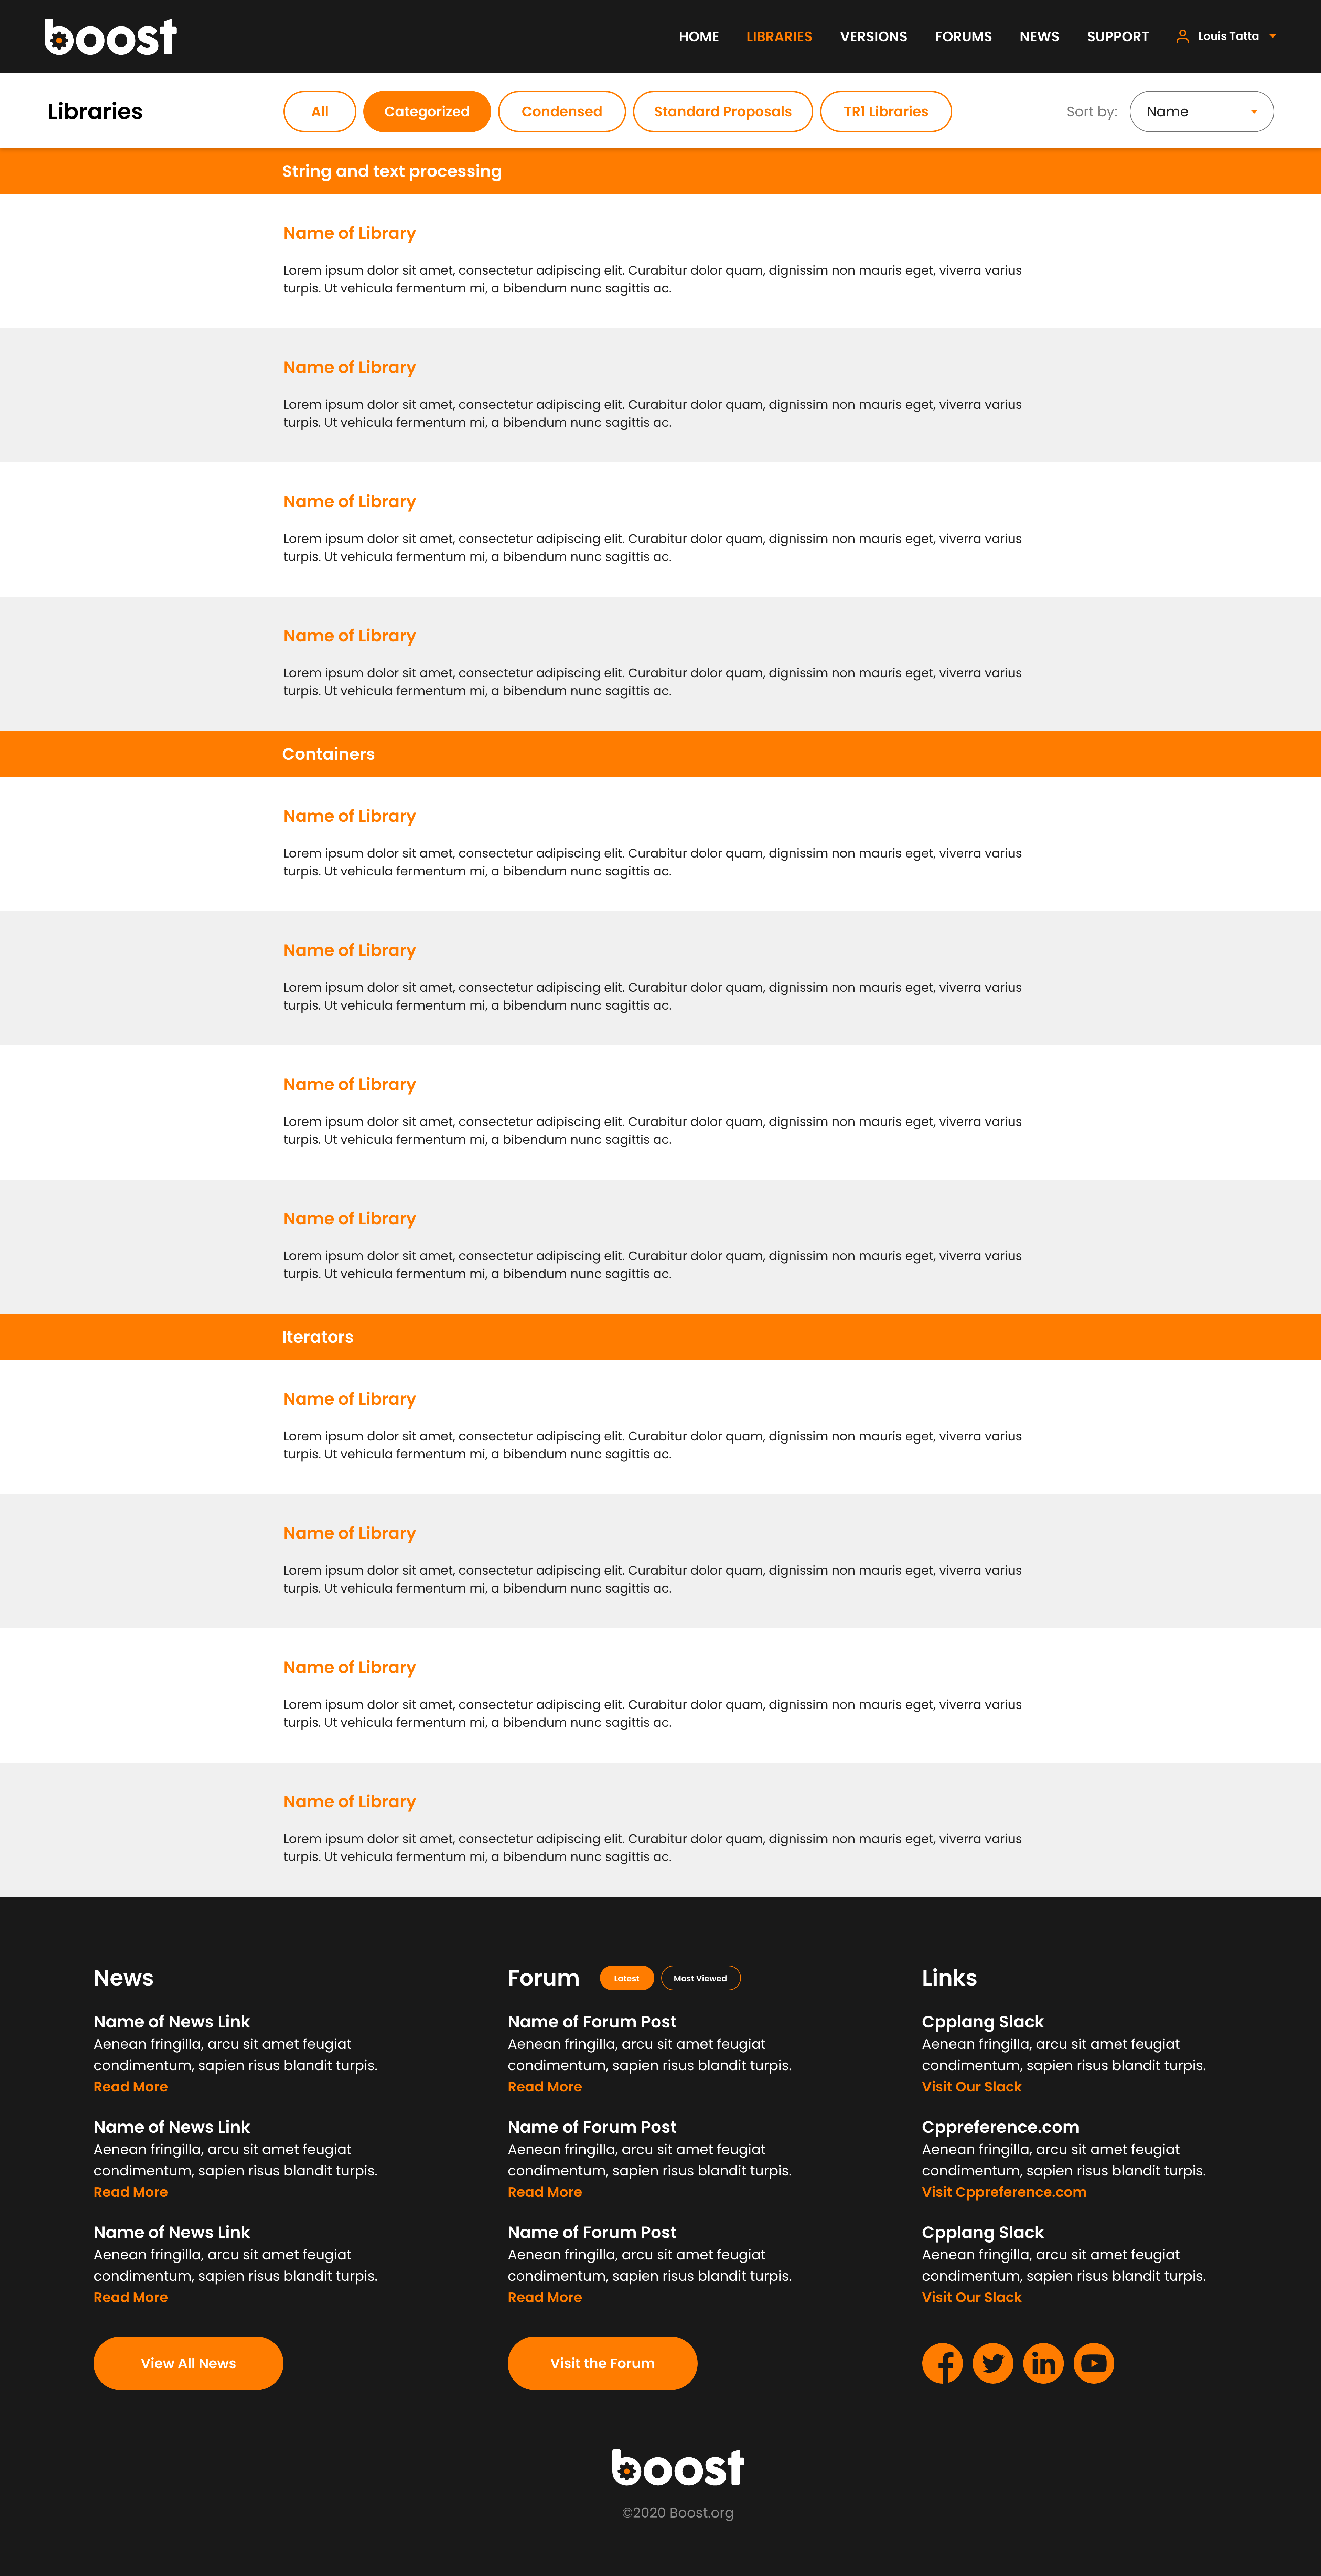 boost
HOME LIBRARIES VERSIONS FORUMS NEWS SUPPORT Louis Tatta
Libraries All Categorized Condensed Standard Proposals TR1 Libraries Sort by: Name
String and text processing
Name of Library
Lorem ipsum dolor sit amet, consectetur adipiscing elit. Curabitur dolor quam, dignissim non mauris eget, viverra varius
turpis. Ut vehicula fermentum mi, a bibendum nunc sagittis ac.
Name of Library
Lorem ipsum dolor sit amet, consectetur adipiscing elit. Curabitur dolor quam, dignissim non mauris eget, viverra varius
turpis. Ut vehicula fermentum mi, a bibendum nunc sagittis ac.
Name of Library
Lorem ipsum dolor sit amet, consectetur adipiscing elit. Curabitur dolor quam, dignissim non mauris eget, viverra varius
turpis. Ut vehicula fermentum mi, a bibendum nunc sagittis ac.
Name of Library
Lorem ipsum dolor sit amet, consectetur adipiscing elit. Curabitur dolor quam, dignissim non mauris eget, viverra varius
turpis. Ut vehicula fermentum mi, a bibendum nunc sagittis ac.
Containers
Name of Library
Lorem ipsum dolor sit amet, consectetur adipiscing elit. Curabitur dolor quam, dignissim non mauris eget, viverra varius
turpis. Ut vehicula fermentum mi, a bibendum nunc sagittis ac.
Name of Library
Lorem ipsum dolor sit amet, consectetur adipiscing elit. Curabitur dolor quam, dignissim non mauris eget, viverra varius
turpis. Ut vehicula fermentum mi, a bibendum nunc sagittis ac.
Name of Library
Lorem ipsum dolor sit amet, consectetur adipiscing elit. Curabitur dolor quam, dignissim non mauris eget, viverra varius
turpis. Ut vehicula fermentum mi, a bibendum nunc sagittis ac.
Name of Library
Lorem ipsum dolor sit amet, consectetur adipiscing elit. Curabitur dolor quam, dignissim non mauris eget, viverra varius
turpis. Ut vehicula fermentum mi, a bibendum nunc sagittis ac.
Iterators
Name of Library
Lorem ipsum dolor sit amet, consectetur adipiscing elit. Curabitur dolor quam, dignissim non mauris eget, viverra varius
turpis. Ut vehicula fermentum mi, a bibendum nunc sagittis ac.
Name of Library
Lorem ipsum dolor sit amet, consectetur adipiscing elit. Curabitur dolor quam, dignissim non mauris eget, viverra varius
turpis. Ut vehicula fermentum mi, a bibendum nunc sagittis ac.
Name of Library
Lorem ipsum dolor sit amet, consectetur adipiscing elit. Curabitur dolor quam, dignissim non mauris eget, viverra varius
turpis. Ut vehicula fermentum mi, a bibendum nunc sagittis ac.
Name of Library
Lorem ipsum dolor sit amet, consectetur adipiscing elit. Curabitur dolor quam, dignissim non mauris eget, viverra varius
turpis. Ut vehicula fermentum mi, a bibendum nunc sagittis ac.
News
Name of News Link
Aenean fringilla, arcu sit amet feugiat
condimentum, sapien risus blandit turpis.
Read More
Name of News Link
Aenean fringilla, arcu sit amet feugiat
condimentum, sapien risus blandit turpis.
Read More
Name of News Link
Aenean fringilla, arcu sit amet feugiat
condimentum, sapien risus blandit turpis.
Read More
View All News
Forum Latest Most Viewed
Name of Forum Post
Aenean fringilla, arcu sit amet feugiat
condimentum, sapien risus blandit turpis.
Read More
Name of Forum Post
Aenean fringilla, arcu sit amet feugiat
condimentum, sapien risus blandit turpis.
Read More
Name of Forum Post
Aenean fringilla, arcu sit amet feugiat
condimentum, sapien risus blandit turpis.
Read More
Visit the Forum
Links
Cpplang Slack
Aenean fringilla, arcu sit amet feugiat
condimentum, sapien risus blandit turpis.
Visit Our Slack
Cppreference.com
Aenean fringilla, arcu sit amet feugiat
condimentum, sapien risus blandit turpis.
Visit Cppreference.com
Cpplang Slack
Aenean fringilla, arcu sit amet feugiat
condimentum, sapien risus blandit turpis.
Visit Our Slack
boost
©2020 Boost.org